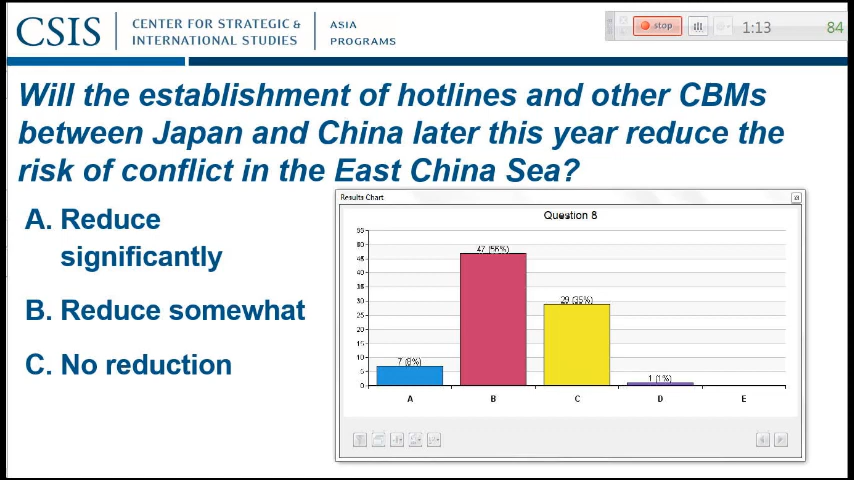 CSIS
CENTER FOR STRATEGIC &
INTERNATIONAL STUDIES
ASIA
PROGRAMS
stop
1:13
84
Will the establishment of hotlines and other CBMs
between Japan and China later this year reduce the
risk of conflict in the East China Sea?
A. Reduce
significantly
B. Reduce somewhat
C. No reduction
Results Chart
Question 8
55
50
45
40
35
30
25
20
15
10
5
0
7 (8%)
47 (56%)
29 (35%)
1 (1%)
A
B
C
D
E